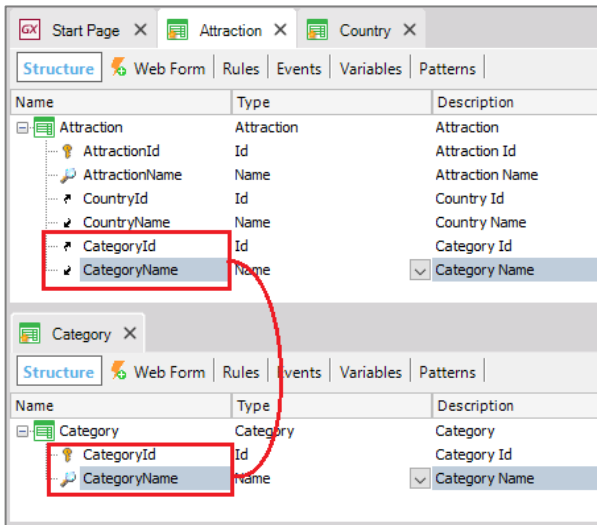 GX Start Page Attraction Country
Structure Web Form Rules Events Variables Patterns
Name Type Description
Attraction Attraction Attraction
AttractionId Id Attraction Id
AttractionName Name Attraction Name
CountryId Id Country Id
CountryName Name Country Name
CategoryId Id Category Id
CategoryName Name Category Name
Category
Structure Web Form Rules Events Variables Patterns
Name Type Description
Category Category Category
CategoryId Id Category Id
CategoryName Name Category Name